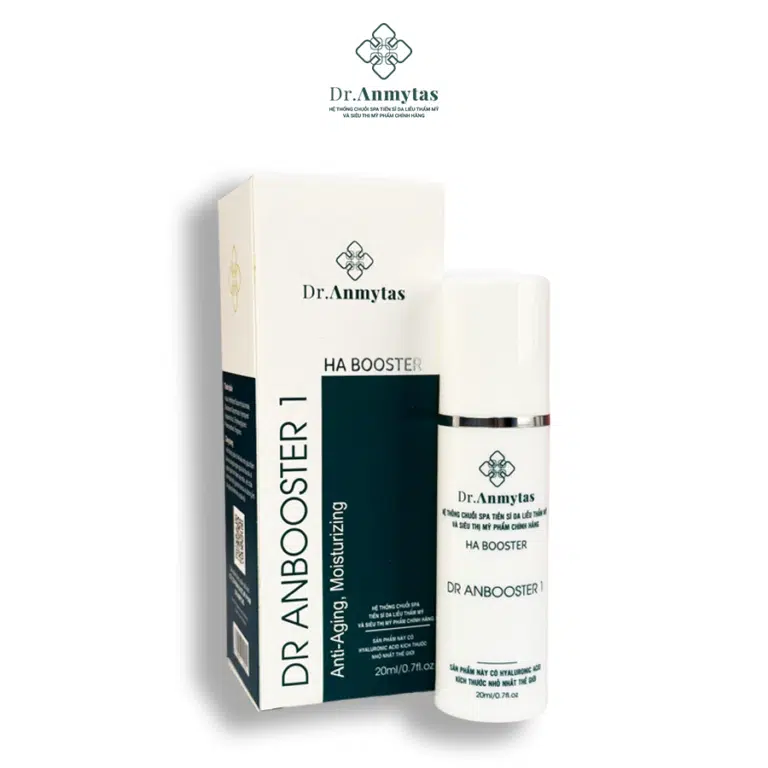 Dr.Anmytas
HỆ THỐNG CHUỖI SPA TIẾN SĨ DA LIỄU THẨM MỸ
VÀ SIÊU THỊ MỸ PHẨM CHÍNH HÃNG
Dr.Anmytas
HA BOOSTER
DR ANBOOSTER 1
Anti-Aging, Moisturizing
HỆ THỐNG CHUỖI SPA
TIẾN SĨ DA LIỄU THẨM MỸ
VÀ SIÊU THỊ MỸ PHẨM CHÍNH HÃNG
SẢN PHẨM NÀY CÓ
HYALURONIC ACID KÍCH THƯỚC
NHỎ NHẤT THẾ GIỚI
20ml/0.7fl.oz
Dr.Anmytas
HỆ THỐNG CHUỖI SPA TIẾN SĨ DA LIỄU THẨM MỸ
VÀ SIÊU THỊ MỸ PHẨM CHÍNH HÃNG
HA BOOSTER
DR ANBOOSTER 1
SẢN PHẨM NÀY CÓ HYALURONIC ACID
KÍCH THƯỚC NHỎ NHẤT THẾ GIỚI
20ml/0.7fl.oz